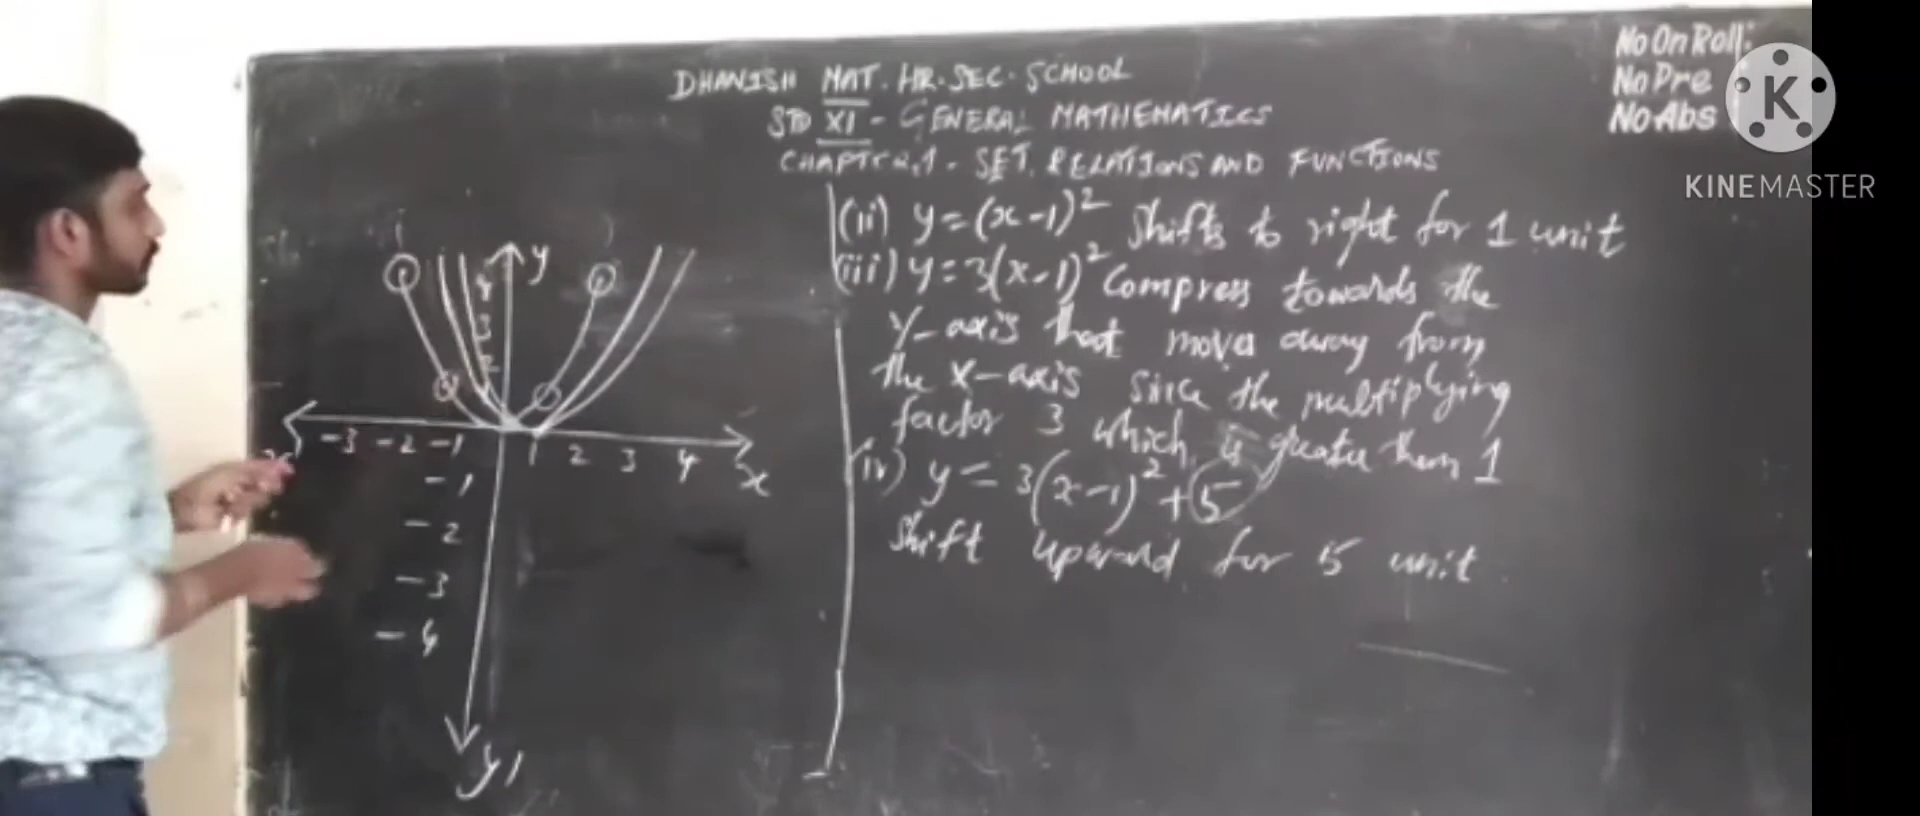 DHANISH MAT. HR. SEC. SCHOOL
STD XI - GENERAL MATHEMATICS
CHAPTER.1 - SET, RELATIONS AND FUNCTIONS
No On Roll:
No Pre
No Abs
K
KINEMASTER
y
4
3
2
-3 -2 -1 1 2 3 4
x
-1
-2
-3
-4
y'
(ii) y=(x-1)² Shifts to right for 1 unit
(iii) y=3(x-1)² Compress towards the
Y-axis that moves away from
the X-axis since the multiplying
factor 3 which is greater than 1
(iv) y = 3(x-1)² + 5
shift upward for 5 unit